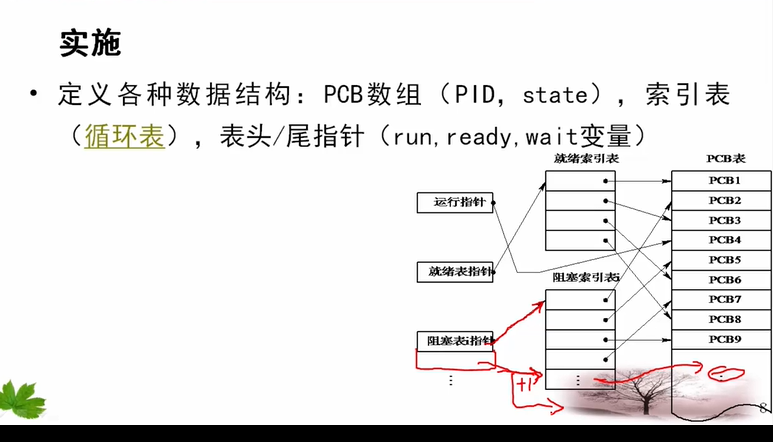 实施
• 定义各种数据结构：PCB数组（PID，state），索引表
（循环表），表头/尾指针（run,ready,wait变量）
就绪索引表
PCB表
运行指针
就绪表指针
阻塞表i指针
⋮
阻塞索引表i
⋮
PCB1
PCB2
PCB3
PCB4
PCB5
PCB6
PCB7
PCB8
PCB9
+1
8